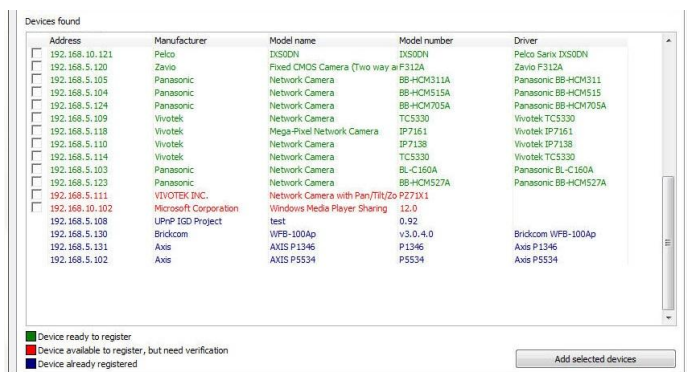 Devices found
Address Manufacturer Model name Model number Driver
192.168.10.121 Pelco IXS0DN IXS0DN Pelco Sarix IXS0DN
192.168.5.120 Zavio Fixed CMOS Camera (Two way ai F312A Zavio F312A
192.168.5.105 Panasonic Network Camera BB-HCM311A Panasonic BB-HCM311
192.168.5.104 Panasonic Network Camera BB-HCM515A Panasonic BB-HCM515
192.168.5.124 Panasonic Network Camera BB-HCM705A Panasonic BB-HCM705A
192.168.5.109 Vivotek Network Camera TC5330 Vivotek TC5330
192.168.5.118 Vivotek Mega-Pixel Network Camera IP7161 Vivotek IP7161
192.168.5.110 Vivotek Network Camera IP7138 Vivotek IP7138
192.168.5.114 Vivotek Network Camera TC5330 Vivotek TC5330
192.168.5.103 Panasonic Network Camera BL-C160A Panasonic BL-C160A
192.168.5.123 Panasonic Network Camera BB-HCM527A Panasonic BB-HCM527A
192.168.5.111 VIVOTEK INC. Network Camera with Pan/Tilt/Zo PZ71X1
192.168.10.102 Microsoft Corporation Windows Media Player Sharing 12.0
192.168.5.108 UPnP IGD Project test 0.92
192.168.5.130 Brickcom WFB-100Ap v3.0.4.0 Brickcom WFB-100Ap
192.168.5.131 Axis AXIS P1346 P1346 Axis P1346
192.168.5.102 Axis AXIS P5534 P5534 Axis P5534
Device ready to register
Device available to register, but need verification
Device already registered
Add selected devices